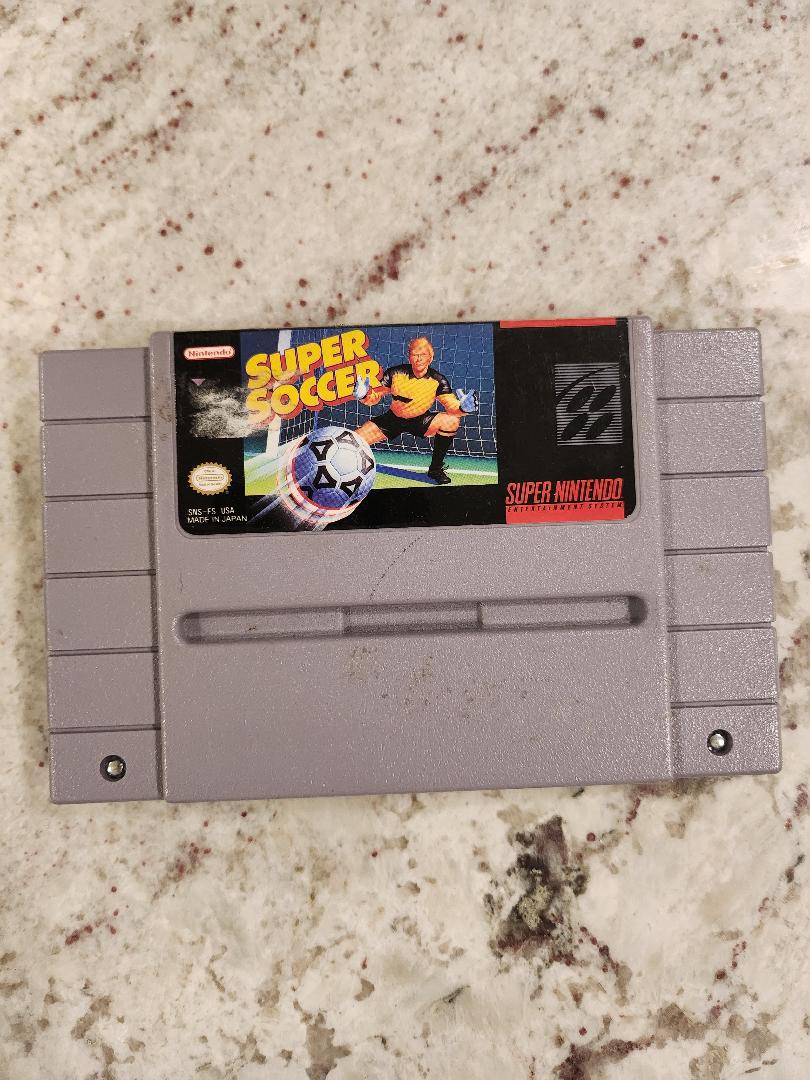 Nintendo
SUPER
SOCCER
SNS-FS USA
MADE IN JAPAN
SUPER NINTENDO
ENTERTAINMENT SYSTEM